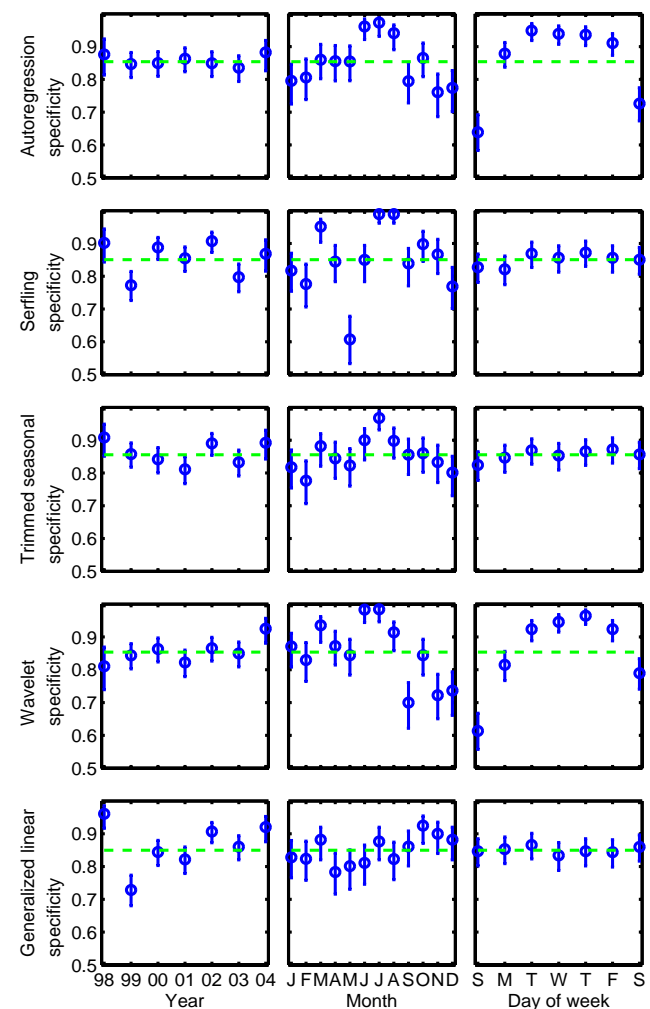 Autoregression
specificity
0.9
0.8
0.7
0.6
0.5
Serfling
specificity
0.9
0.8
0.7
0.6
0.5
Trimmed seasonal
specificity
0.9
0.8
0.7
0.6
0.5
Wavelet
specificity
0.9
0.8
0.7
0.6
0.5
Generalized linear
specificity
0.9
0.8
0.7
0.6
0.5
98 99 00 01 02 03 04
Year
J F M A M J J A S O N D
Month
S M T W T F S
Day of week